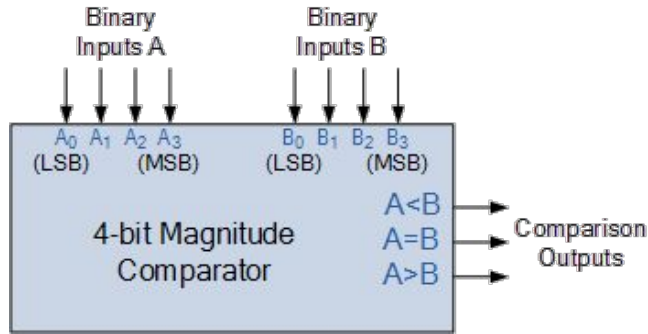 Binary
Inputs A
Binary
Inputs B
A₀ A₁ A₂ A₃
(LSB) (MSB)
B₀ B₁ B₂ B₃
(LSB) (MSB)
4-bit Magnitude
Comparator
A<B
A=B
A>B
Comparison
Outputs